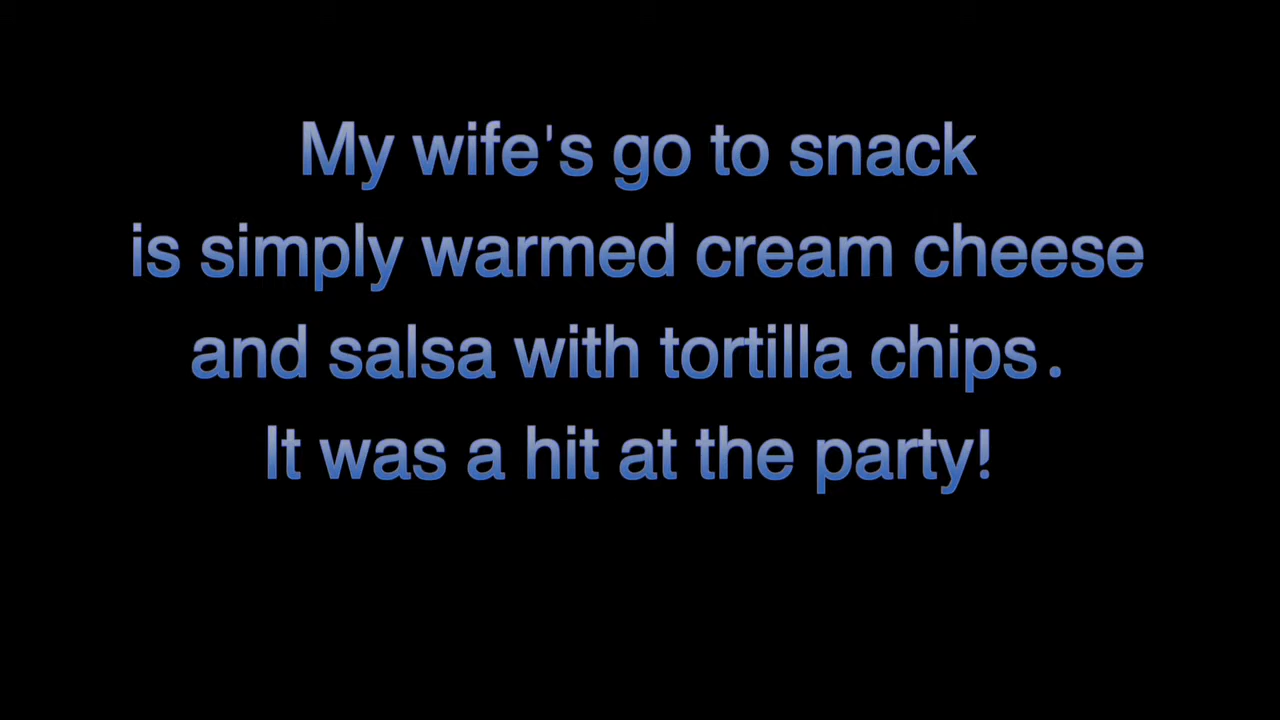 My wife's go to snack
is simply warmed cream cheese
and salsa with tortilla chips.
It was a hit at the party!